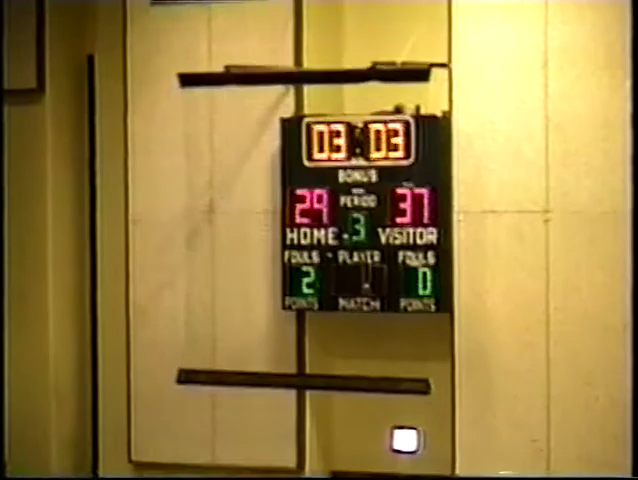 03:03
BONUS
29 PERIOD 37
HOME 3 VISITOR
FOULS PLAYER FOULS
2 0
POINTS MATCH POINTS